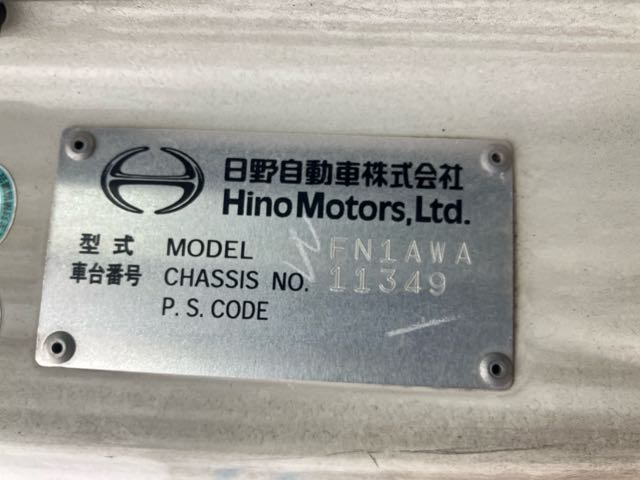 日野自動車株式会社
Hino Motors, Ltd.
型式 MODEL FN1AWA
車台番号 CHASSIS NO. 11349
P. S. CODE